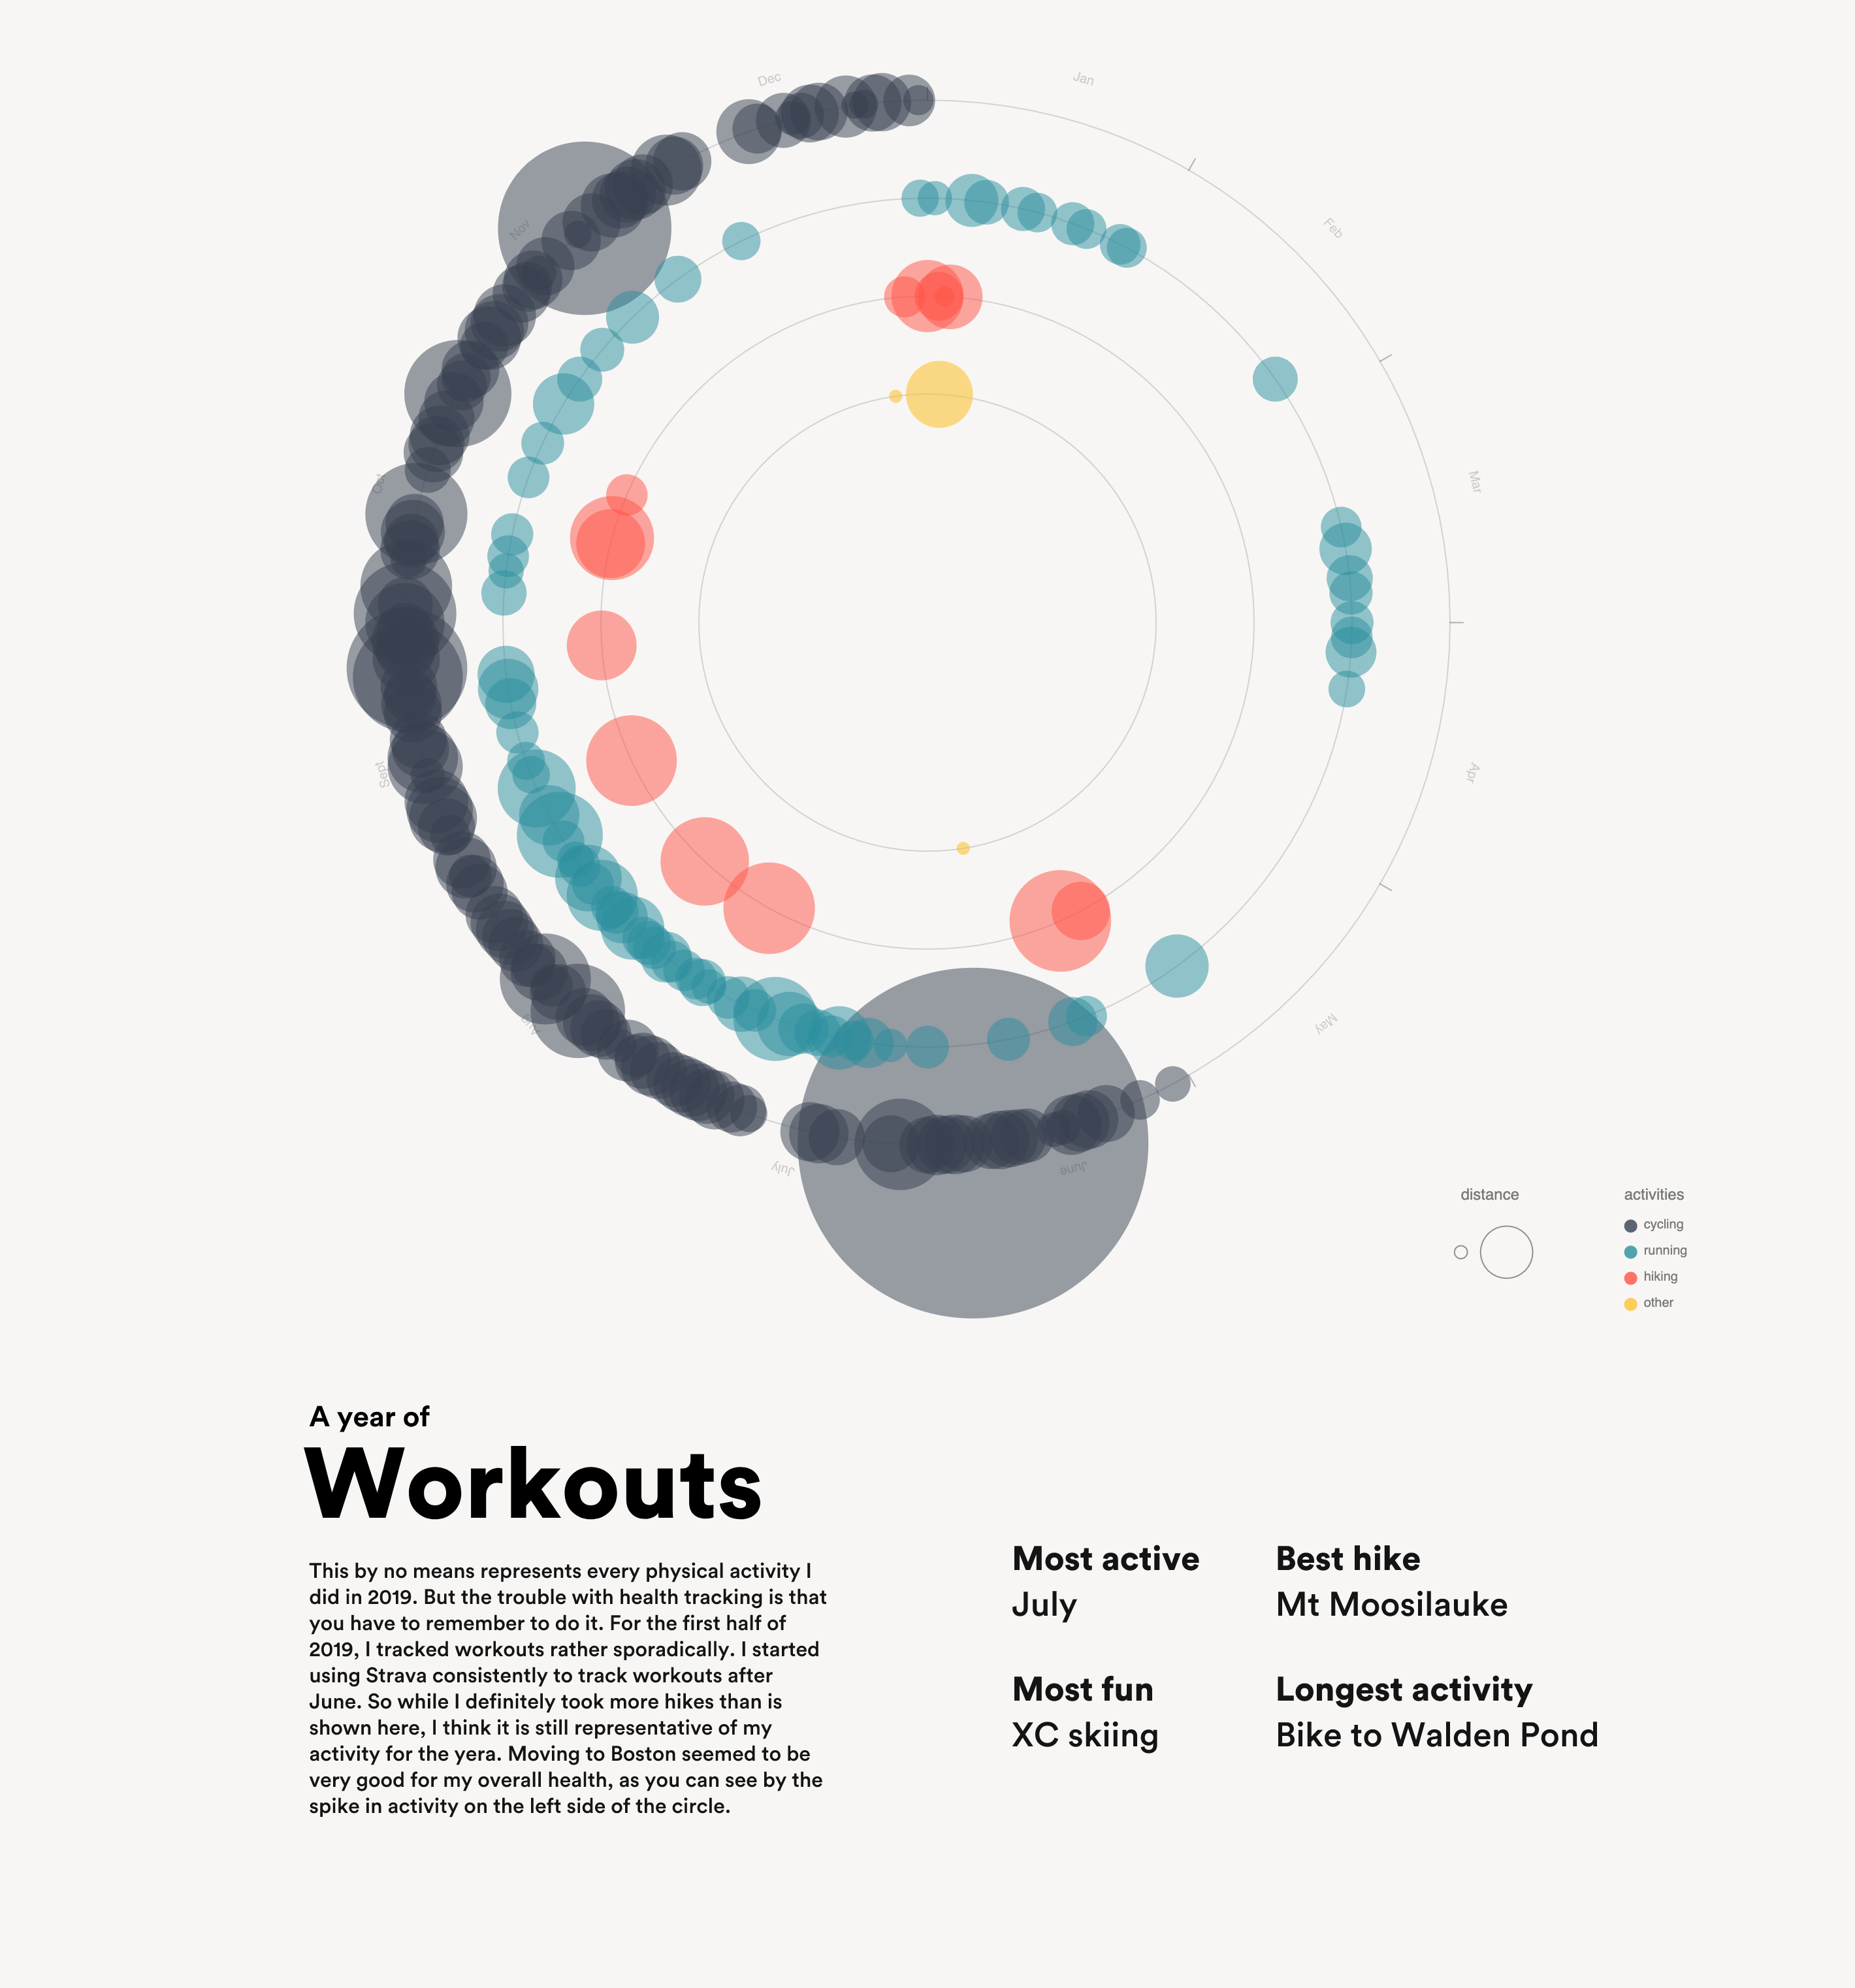 Dec
Jan
Nov
Feb
Oct
Mar
Sept
Apr
Aug
May
July
June
distance
activities
cycling
running
hiking
other
A year of
Workouts
This by no means represents every physical activity I
did in 2019. But the trouble with health tracking is that
you have to remember to do it. For the first half of
2019, I tracked workouts rather sporadically. I started
using Strava consistently to track workouts after
June. So while I definitely took more hikes than is
shown here, I think it is still representative of my
activity for the yera. Moving to Boston seemed to be
very good for my overall health, as you can see by the
spike in activity on the left side of the circle.
Most active
July
Best hike
Mt Moosilauke
Most fun
XC skiing
Longest activity
Bike to Walden Pond